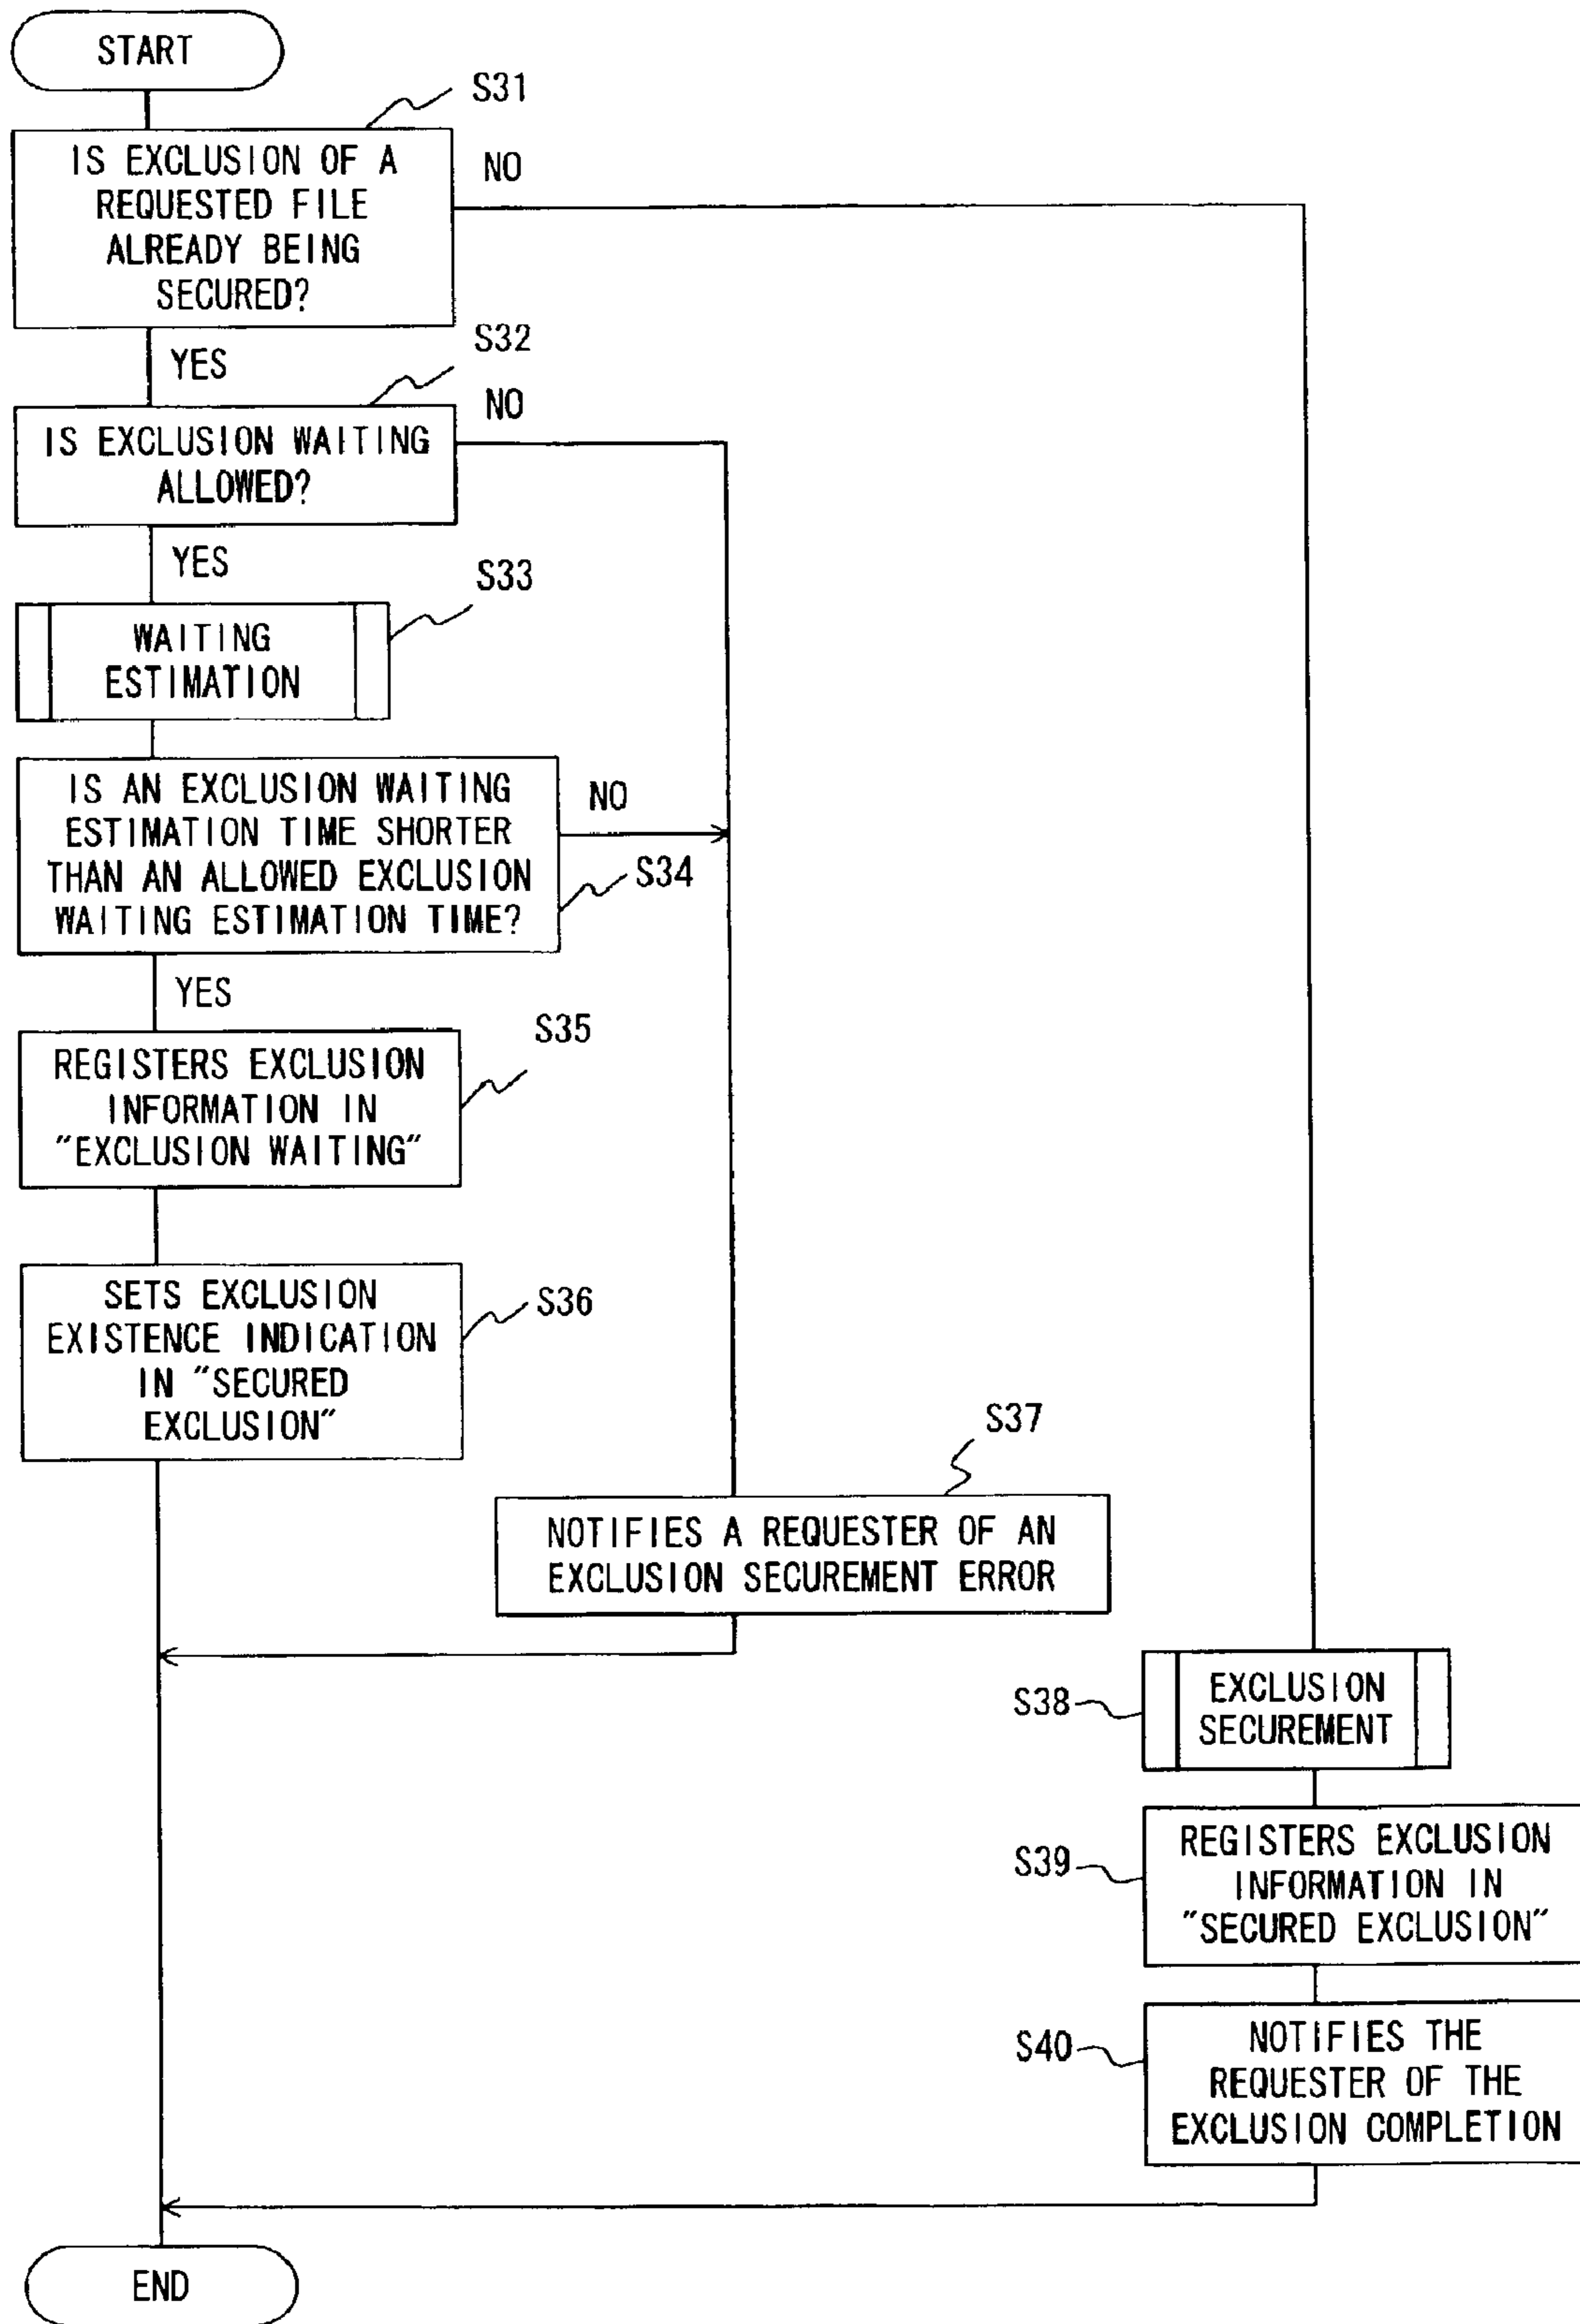 START
S31
IS EXCLUSION OF A
REQUESTED FILE
ALREADY BEING
SECURED?
NO
YES
S32
IS EXCLUSION WAITING
ALLOWED?
NO
YES
S33
WAITING
ESTIMATION
IS AN EXCLUSION WAITING
ESTIMATION TIME SHORTER
THAN AN ALLOWED EXCLUSION
WAITING ESTIMATION TIME?
NO
S34
YES
S35
REGISTERS EXCLUSION
INFORMATION IN
"EXCLUSION WAITING"
SETS EXCLUSION
EXISTENCE INDICATION
IN "SECURED
EXCLUSION"
S36
S37
NOTIFIES A REQUESTER OF AN
EXCLUSION SECUREMENT ERROR
S38
EXCLUSION
SECUREMENT
S39
REGISTERS EXCLUSION
INFORMATION IN
"SECURED EXCLUSION"
S40
NOTIFIES THE
REQUESTER OF THE
EXCLUSION COMPLETION
END